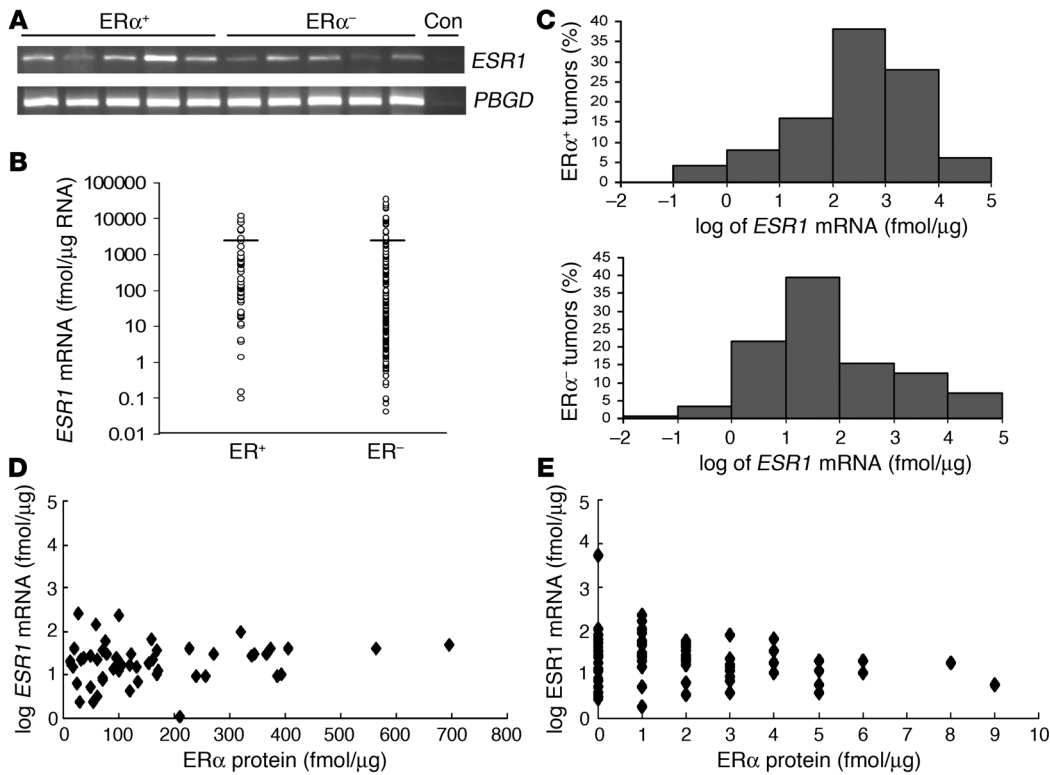 A
ERα+ ERα– Con
ESR1
PBGD
B
ESR1 mRNA (fmol/µg RNA)
100000
10000
1000
100
10
1
0.1
0.01
ER+ ER–
C
ERα+ tumors (%)
40
35
30
25
20
15
10
5
0
–2 –1 0 1 2 3 4 5
log of ESR1 mRNA (fmol/µg)
ERα– tumors (%)
45
40
35
30
25
20
15
10
5
0
–2 –1 0 1 2 3 4 5
log of ESR1 mRNA (fmol/µg)
D
log ESR1 mRNA (fmol/µg)
5
4
3
2
1
0
0 100 200 300 400 500 600 700 800
ERα protein (fmol/µg)
E
log ESR1 mRNA (fmol/µg)
5
4
3
2
1
0
0 1 2 3 4 5 6 7 8 9 10
ERα protein (fmol/µg)